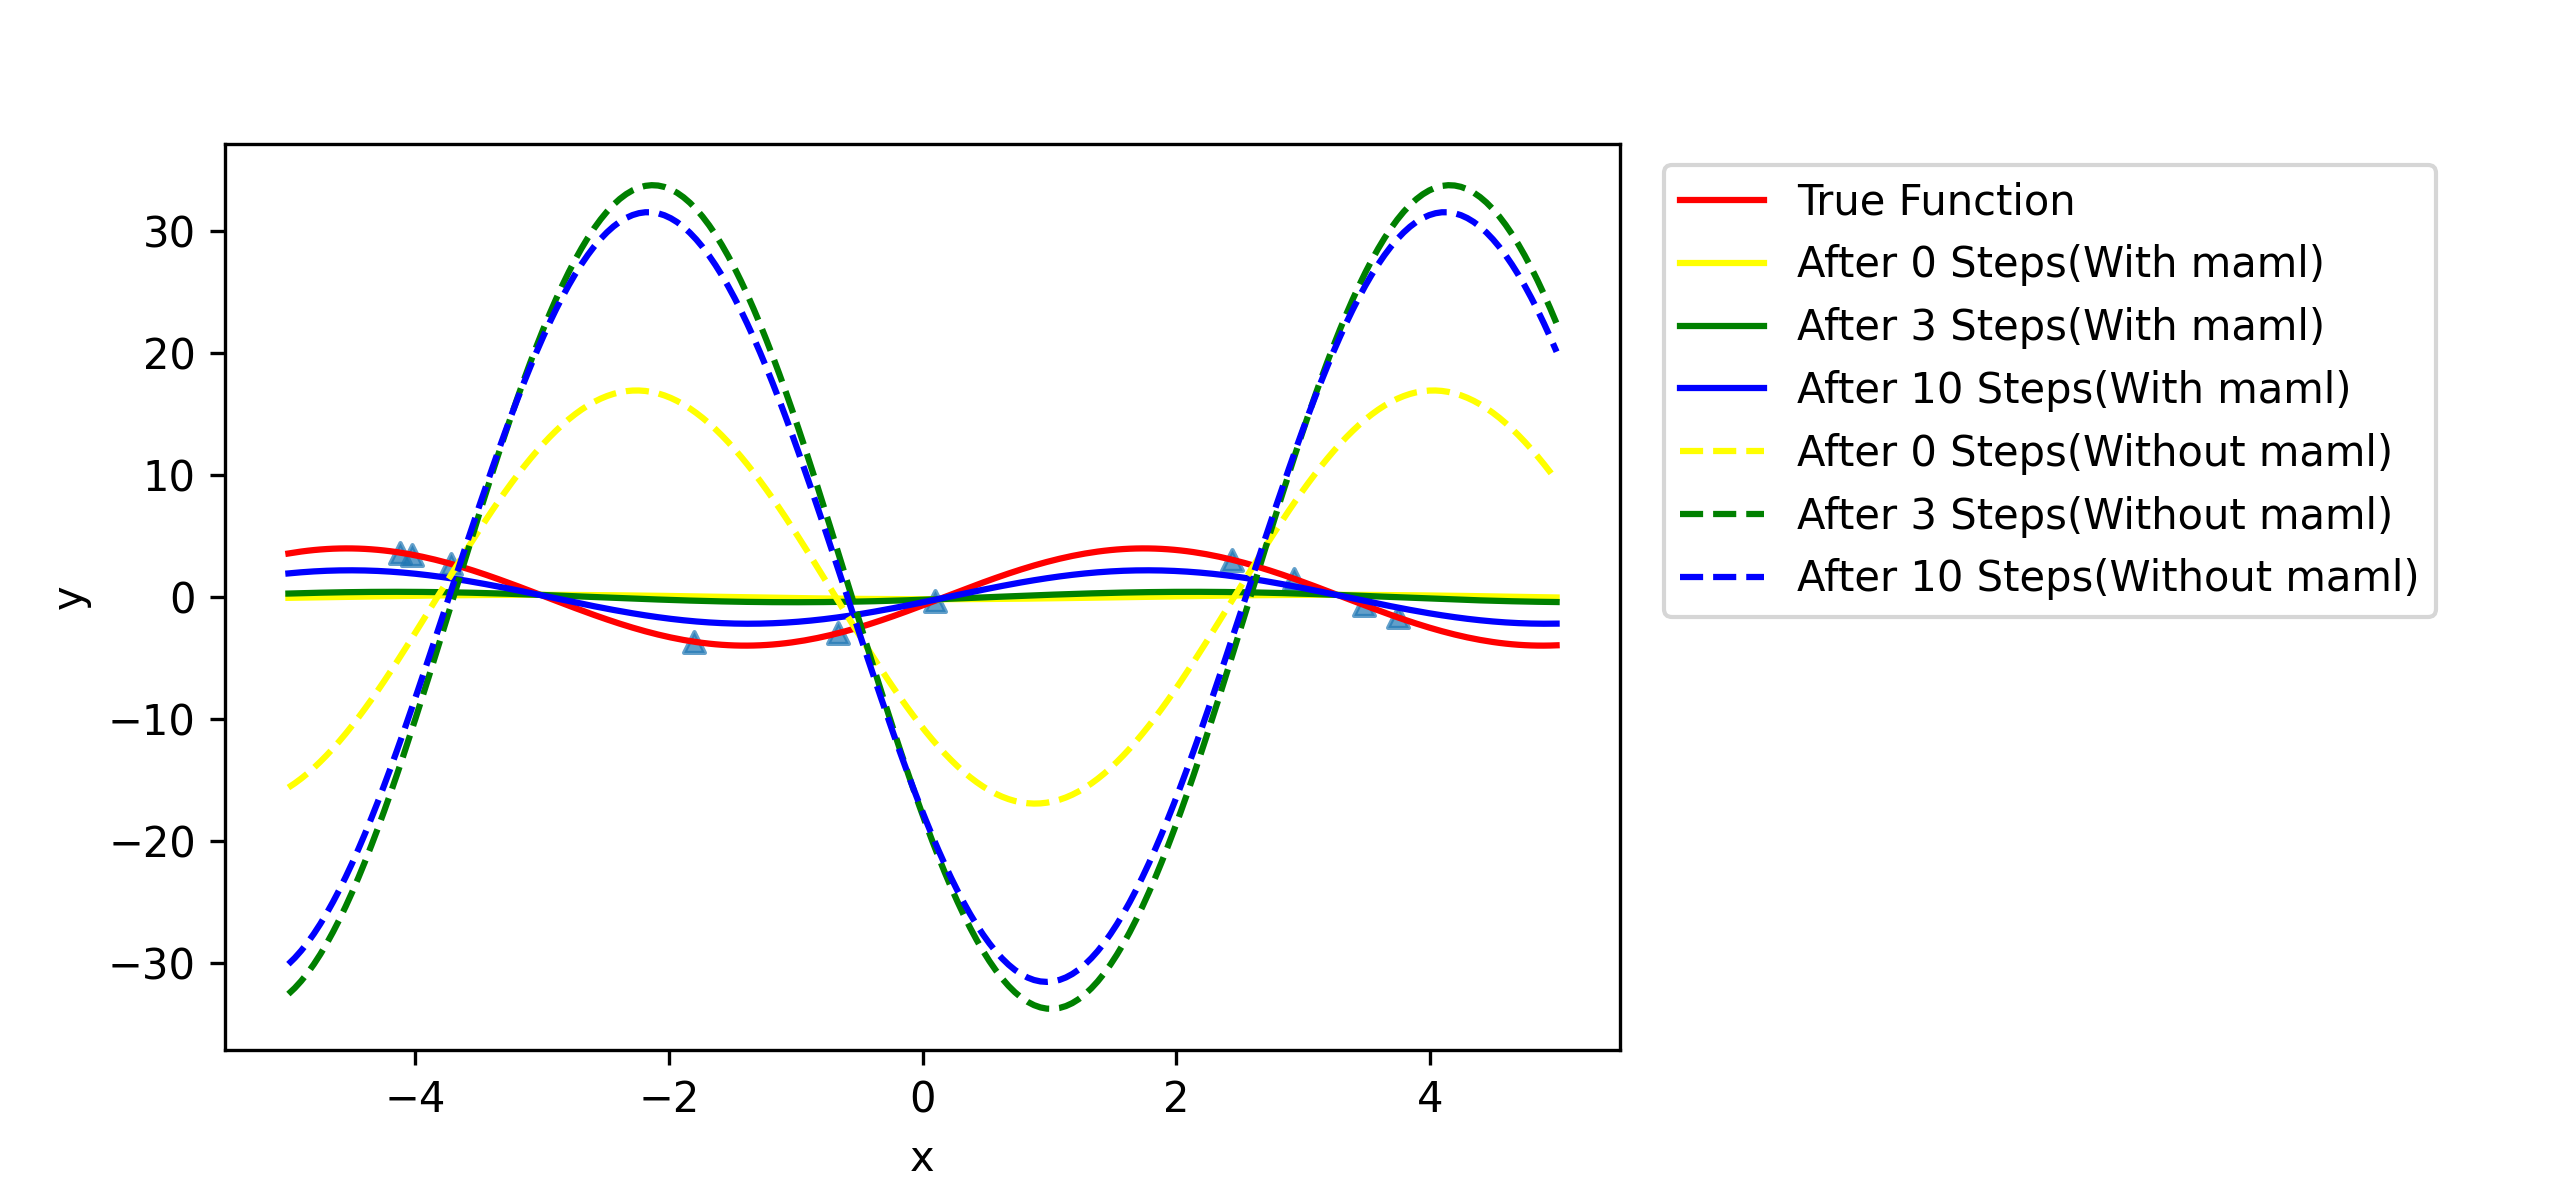 30
20
10
0
−10
−20
−30
y
−4
−2
0
2
4
x
True Function
After 0 Steps(With maml)
After 3 Steps(With maml)
After 10 Steps(With maml)
After 0 Steps(Without maml)
After 3 Steps(Without maml)
After 10 Steps(Without maml)